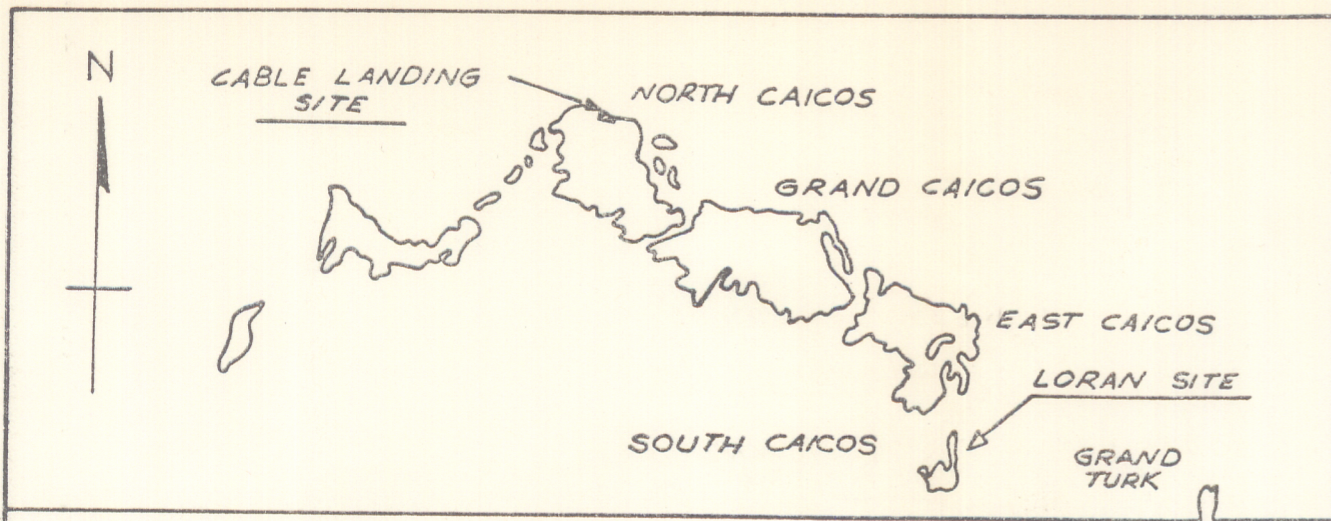 N
CABLE LANDING
SITE
NORTH CAICOS
GRAND CAICOS
EAST CAICOS
LORAN SITE
SOUTH CAICOS
GRAND
TURK